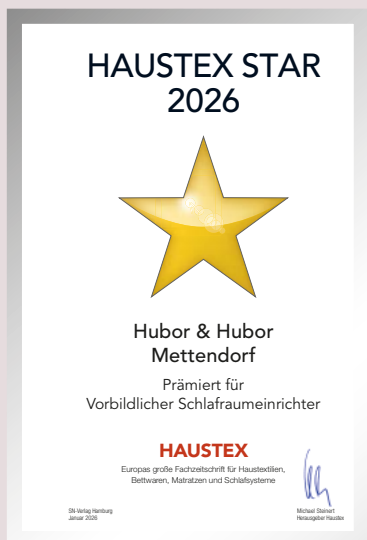 HAUSTEX STAR
2026
Hubor & Hubor
Mettendorf
Prämiert für
Vorbildlicher Schlafraumeinrichter
HAUSTEX
Europas große Fachzeitschrift für Haustextilien,
Bettwaren, Matratzen und Schlafsysteme
SN-Verlag Hamburg
Januar 2026
Michael Steinert
Herausgeber Haustex